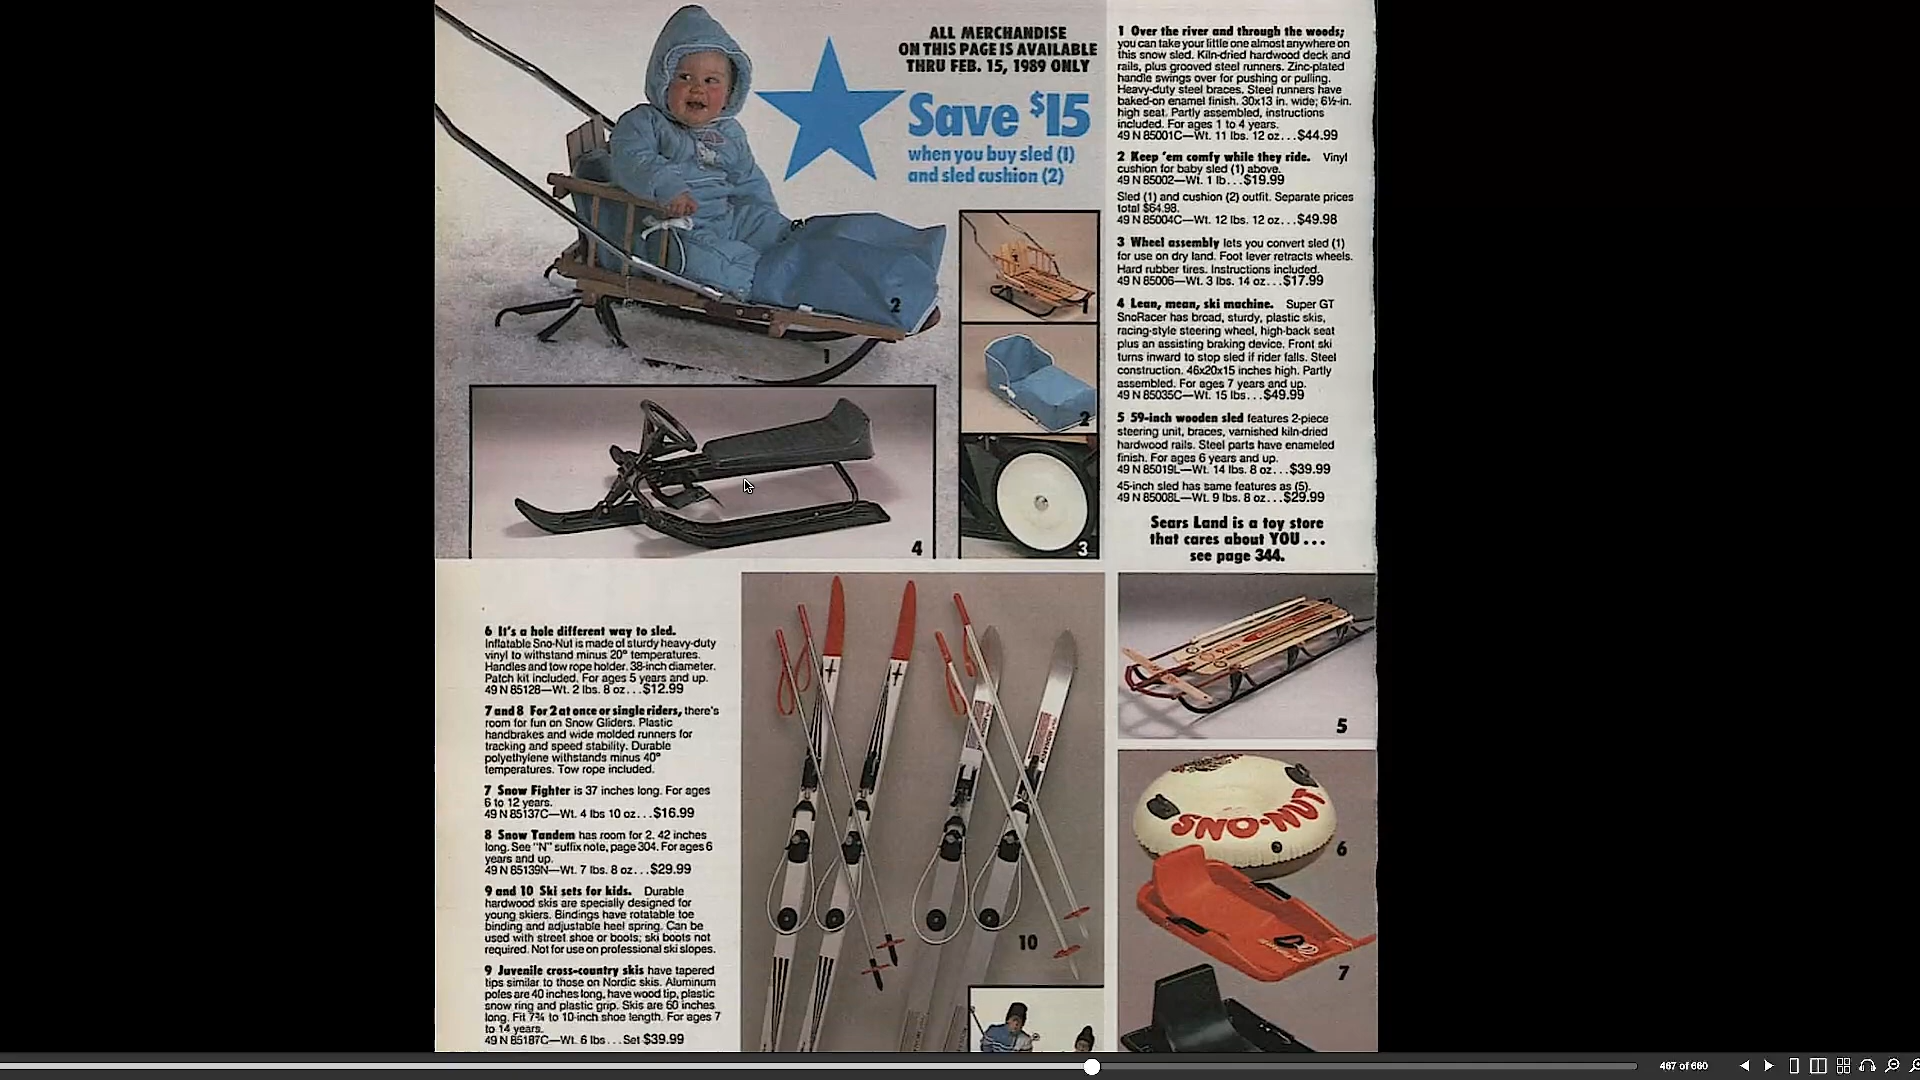 ALL MERCHANDISE
ON THIS PAGE IS AVAILABLE
THRU FEB. 15, 1989 ONLY
Save $15
when you buy sled (1)
and sled cushion (2)
2
1
1
2
3
4
1 Over the river and through the woods;
you can take your little one almost anywhere on
this snow sled. Kiln-dried hardwood deck and
rails, plus grooved steel runners. Zinc-plated
handle swings over for pushing or pulling.
Heavy-duty steel braces. Steel runners have
baked-on enamel finish. 30x13 in. wide; 6½-in.
high seat. Partly assembled, instructions
included. For ages 1 to 4 years.
49 N 85001C—Wt. 11 lbs. 12 oz...$44.99
2 Keep 'em comfy while they ride. Vinyl
cushion for baby sled (1) above.
49 N 85002—Wt. 1 lb...$19.99
Sled (1) and cushion (2) outfit. Separate prices
total $64.98.
49 N 85004C—Wt. 12 lbs. 12 oz...$49.98
3 Wheel assembly lets you convert sled (1)
for use on dry land. Foot lever retracts wheels.
Hard rubber tires. Instructions included.
49 N 85006—Wt. 3 lbs. 14 oz...$17.99
4 Lean, mean, ski machine. Super GT
SnoRacer has broad, sturdy, plastic skis,
racing-style steering wheel, high-back seat
plus an assisting braking device. Front ski
turns inward to stop sled if rider falls. Steel
construction. 46x20x15 inches high. Partly
assembled. For ages 7 years and up.
49 N 85035C—Wt. 15 lbs...$49.99
5 59-inch wooden sled features 2-piece
steering unit, braces, varnished kiln-dried
hardwood rails. Steel parts have enameled
finish. For ages 6 years and up.
49 N 85019L—Wt. 14 lbs. 8 oz...$39.99
45-inch sled has same features as (5).
49 N 85008L—Wt. 9 lbs. 8 oz...$29.99
Sears Land is a toy store
that cares about YOU...
see page 344.
6 It's a hole different way to sled.
Inflatable Sno-Nut is made of sturdy heavy-duty
vinyl to withstand minus 20° temperatures.
Handles and tow rope holder. 38-inch diameter.
Patch kit included. For ages 5 years and up.
49 N 85128—Wt. 2 lbs. 8 oz...$12.99
7 and 8 For 2 at once or single riders, there's
room for fun on Snow Gliders. Plastic
handbrakes and wide molded runners for
tracking and speed stability. Durable
polyethylene withstands minus 40°
temperatures. Tow rope included.
7 Snow Fighter is 37 inches long. For ages
6 to 12 years.
49 N 85137C—Wt. 4 lbs 10 oz...$16.99
8 Snow Tandem has room for 2. 42 inches
long. See "N" suffix note, page 304. For ages 6
years and up.
49 N 85139N—Wt. 7 lbs. 8 oz...$29.99
9 and 10 Ski sets for kids. Durable
hardwood skis are specially designed for
young skiers. Bindings have rotatable toe
binding and adjustable heel spring. Can be
used with street shoe or boots; ski boots not
required. Not for use on professional ski slopes.
9 Juvenile cross-country skis have tapered
tips similar to those on Nordic skis. Aluminum
poles are 40 inches long, have wood tip, plastic
snow ring and plastic grip. Skis are 60 inches
long. Fit 7¾ to 10-inch shoe length. For ages 7
to 14 years.
49 N 85187C—Wt. 6 lbs...Set $39.99
10
5
SNO-NUT
6
7
467 of 660